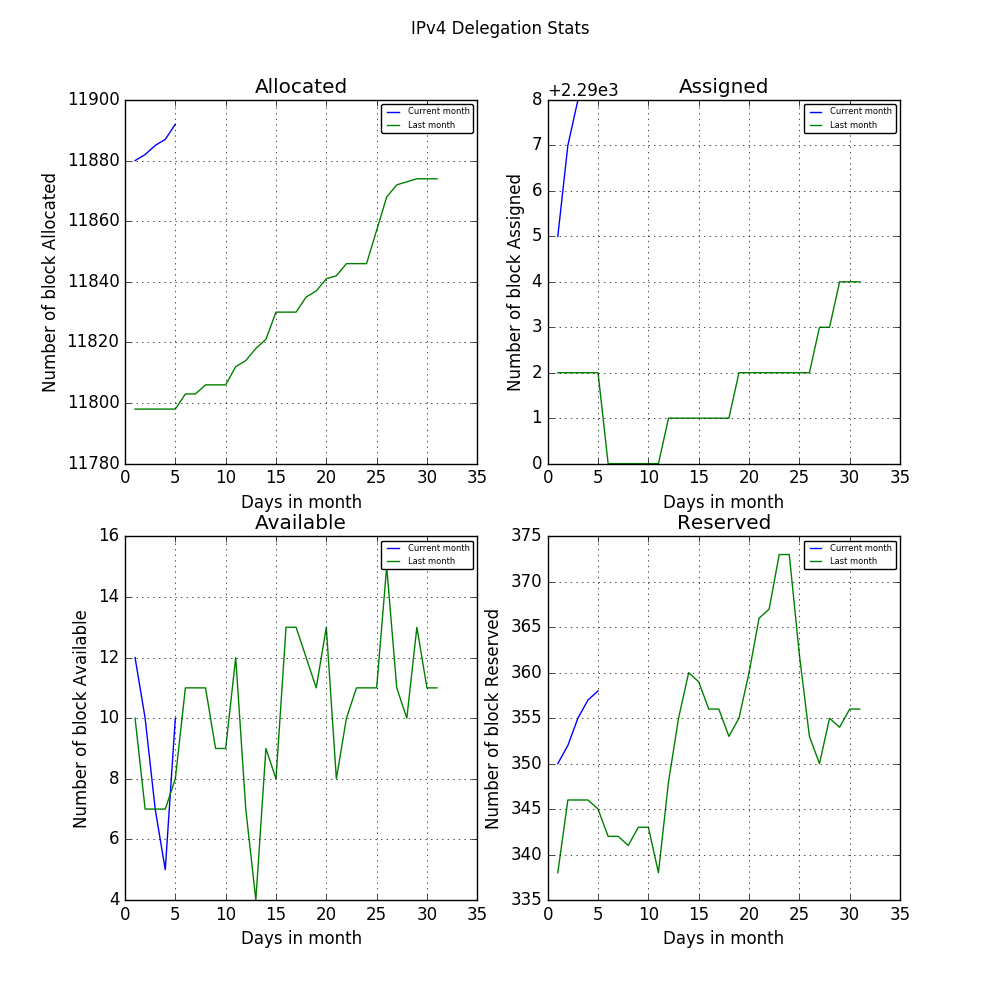 IPv4 Delegation Stats
Allocated
Number of block Allocated
11900
11880
11860
11840
11820
11800
11780
0 5 10 15 20 25 30 35
Days in month
Current month
Last month
Assigned
+2.29e3
Number of block Assigned
8
7
6
5
4
3
2
1
0
0 5 10 15 20 25 30 35
Days in month
Current month
Last month
Available
Number of block Available
16
14
12
10
8
6
4
0 5 10 15 20 25 30 35
Days in month
Current month
Last month
Reserved
Number of block Reserved
375
370
365
360
355
350
345
340
335
0 5 10 15 20 25 30 35
Days in month
Current month
Last month